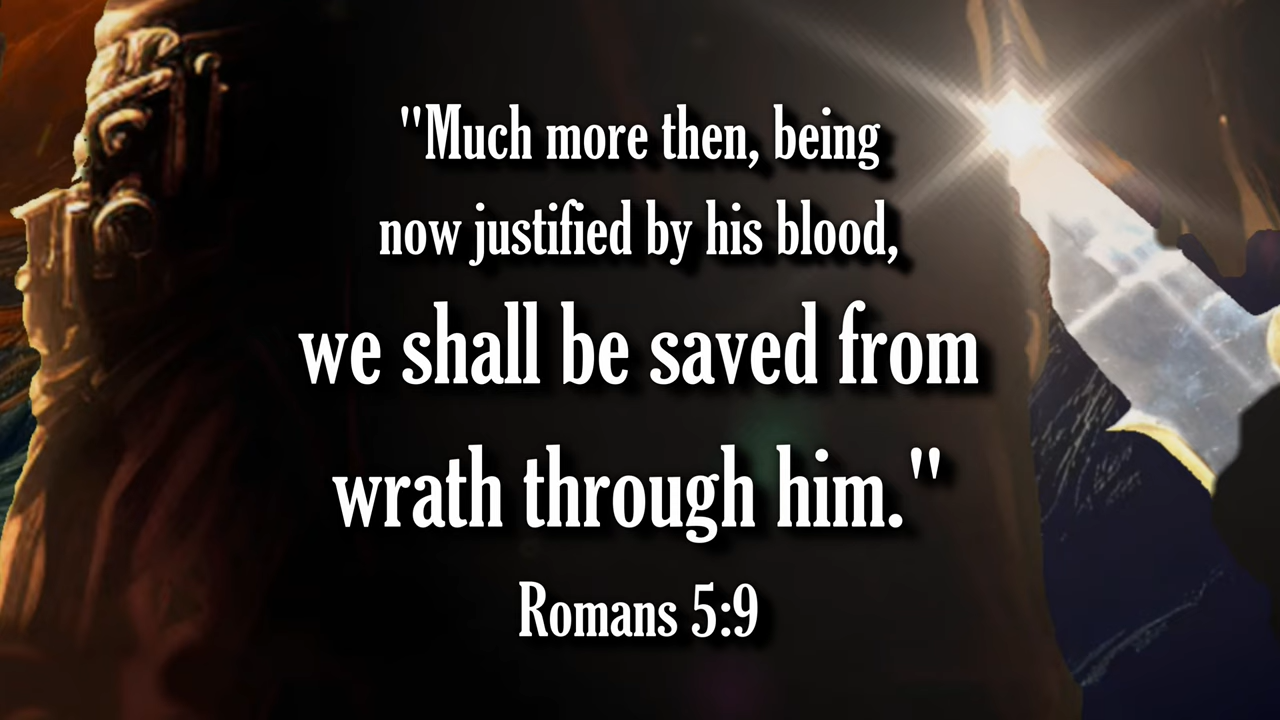 "Much more then, being
now justified by his blood,
we shall be saved from
wrath through him."
Romans 5:9